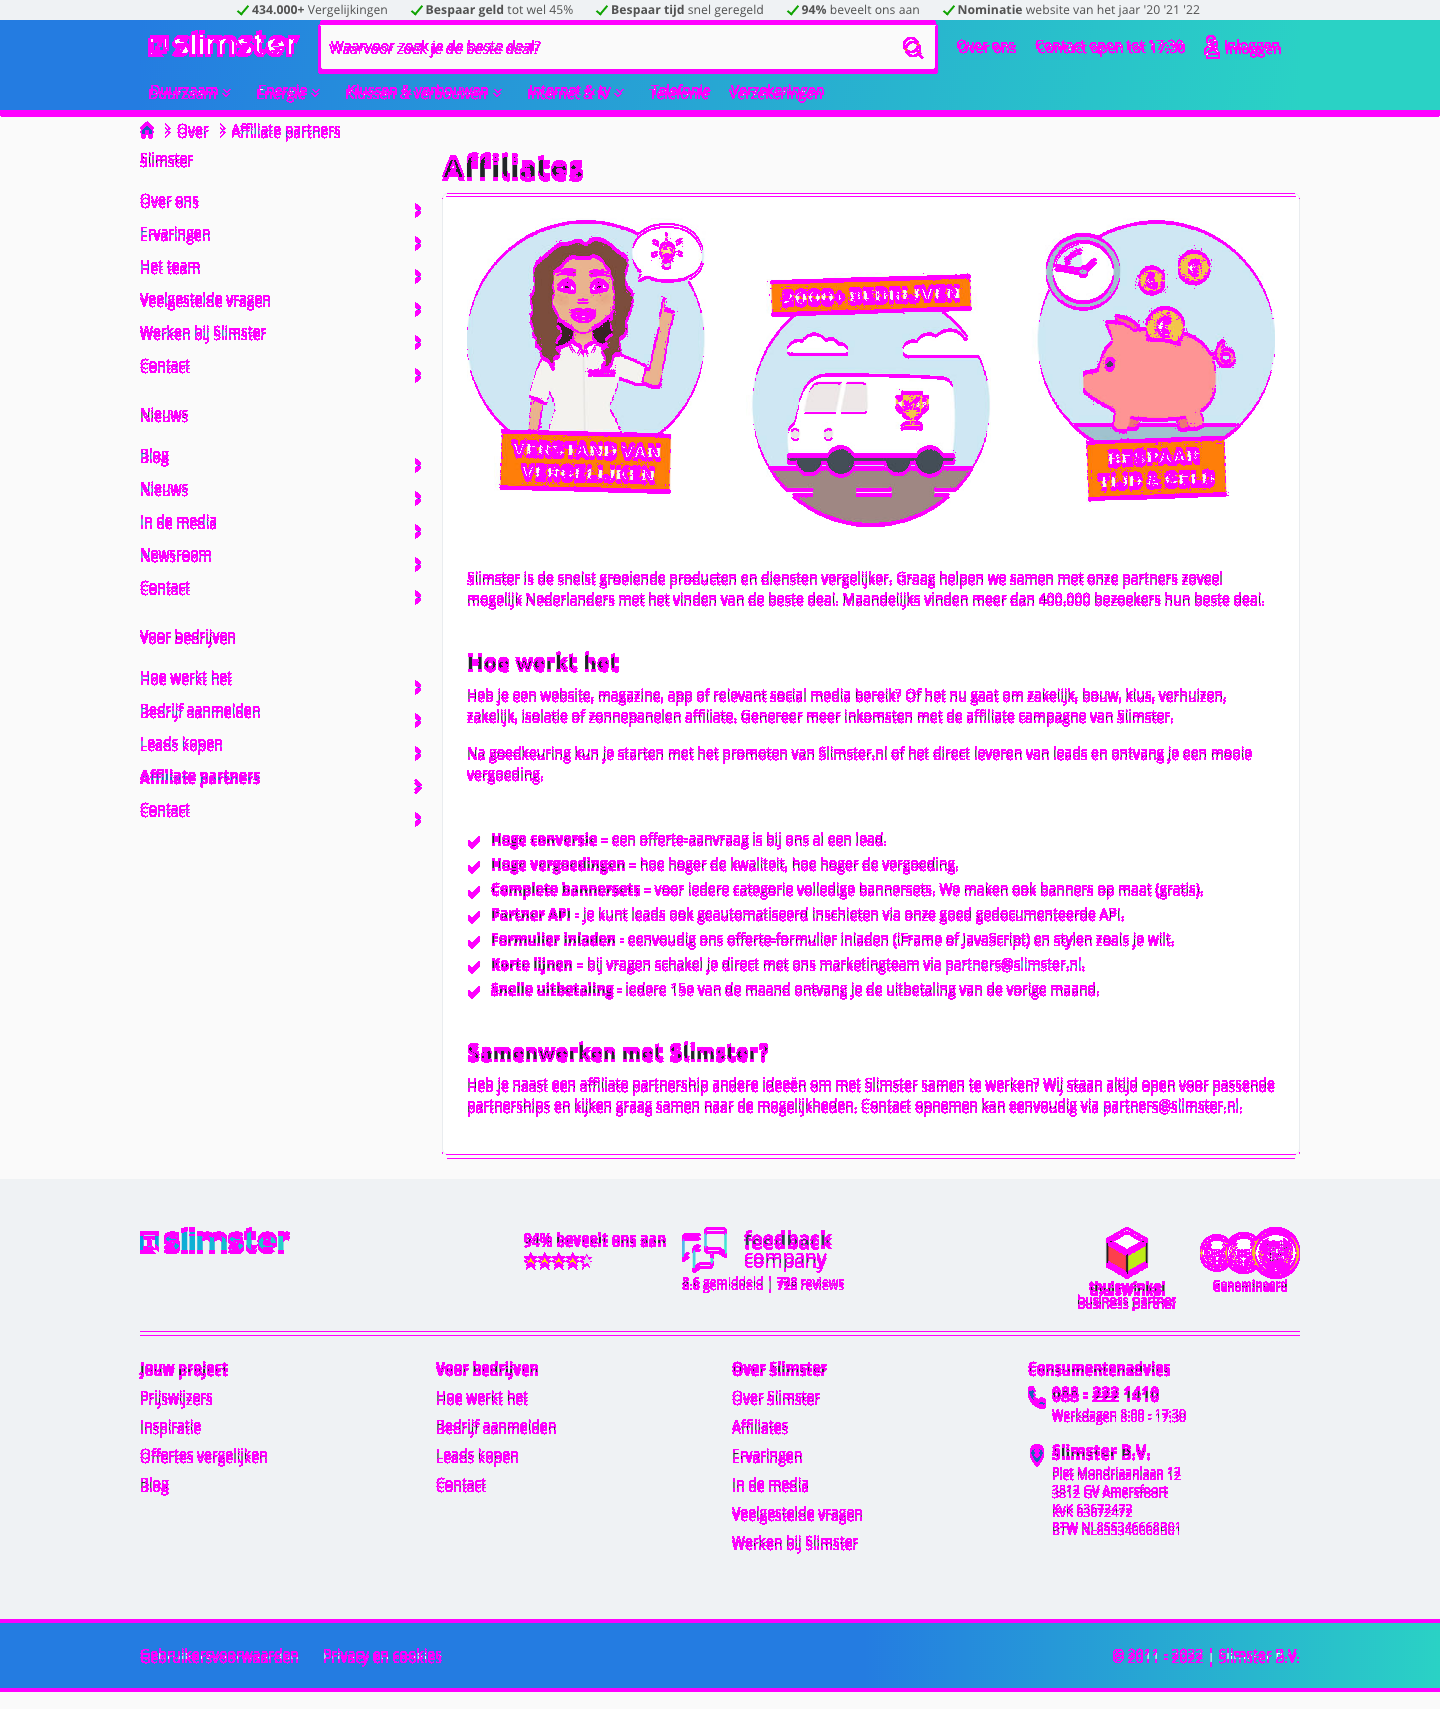 434.000+ Vergelijkingen
Bespaar geld tot wel 45%
Bespaar tijd snel geregeld
94% beveelt ons aan
Nominatie website van het jaar '20 '21 '22
slimster
Waarvoor zoek je de beste deal?
Over ons
Contact open tot 17:30
Inloggen
Duurzaam
Energie
Klussen & verbouwen
Internet & tv
Telefonie
Verzekeringen
Over
Affiliate partners
Slimster
Over ons
Ervaringen
Het team
Veelgestelde vragen
Werken bij Slimster
Contact
Nieuws
Blog
Nieuws
In de media
Newsroom
Contact
Voor bedrijven
Hoe werkt het
Bedrijf aanmelden
Leads kopen
Affiliate partners
Contact
Affiliates
BEDRIJVEN
VERSTAND VAN
VERGELIJKEN
BESPAAT
TIJD & GELD
Slimster is de snelst groeiende producten en diensten vergelijker. Graag helpen we samen met onze partners zoveel
mogelijk Nederlanders met het vinden van de beste deal. Maandelijks vinden meer dan 400.000 bezoekers hun beste deal.
Hoe werkt het
Heb je een website, magazine, app of relevant social media bereik? Of het nu gaat om zakelijk, bouw, klus, verhuizen,
zakelijk, isolatie of zonnepanelen affiliate. Genereer meer inkomsten met de affiliate campagne van Slimster.
Na goedkeuring kun je starten met het promoten van Slimster.nl of het direct leveren van leads en ontvang je een mooie
vergoeding.
Hoge conversie – een offerte-aanvraag is bij ons al een lead.
Hoge vergoedingen – hoe hoger de kwaliteit, hoe hoger de vergoeding.
Complete bannersets – voor iedere categorie volledige bannersets. We maken ook banners op maat (gratis).
Partner API - je kunt leads ook geautomatiseerd inschieten via onze goed gedocumenteerde API.
Formulier inladen - eenvoudig ons offerte-formulier inladen (iFrame of JavaScript) en stylen zoals je wilt.
Korte lijnen – bij vragen schakel je direct met ons marketingteam via partners@slimster.nl.
Snelle uitbetaling - iedere 15e van de maand ontvang je de uitbetaling van de vorige maand.
Samenwerken met Slimster?
Heb je naast een affiliate partnership andere ideeën om met Slimster samen te werken? Wij staan altijd open voor passende
partnerships en kijken graag samen naar de mogelijkheden. Contact opnemen kan eenvoudig via partners@slimster.nl.
slimster
94% beveelt ons aan
feedback
company
8.6 gemiddeld | 728 reviews
thuiswinkel
business partner
Genomineerd
Jouw project
Prijswijzers
Inspiratie
Offertes vergelijken
Blog
Voor bedrijven
Hoe werkt het
Bedrijf aanmelden
Leads kopen
Contact
Over Slimster
Over Slimster
Affiliates
Ervaringen
In de media
Veelgestelde vragen
Werken bij Slimster
Consumentenadvies
088 - 222 1410
Werkdagen 8:00 - 17:30
Slimster B.V.
Piet Mondriaanlaan 12
3812 GV Amersfoort
KvK 63672472
Gebruikersvoorwaarden
Privacy en cookies
© 2011 - 2022 | Slimster B.V.